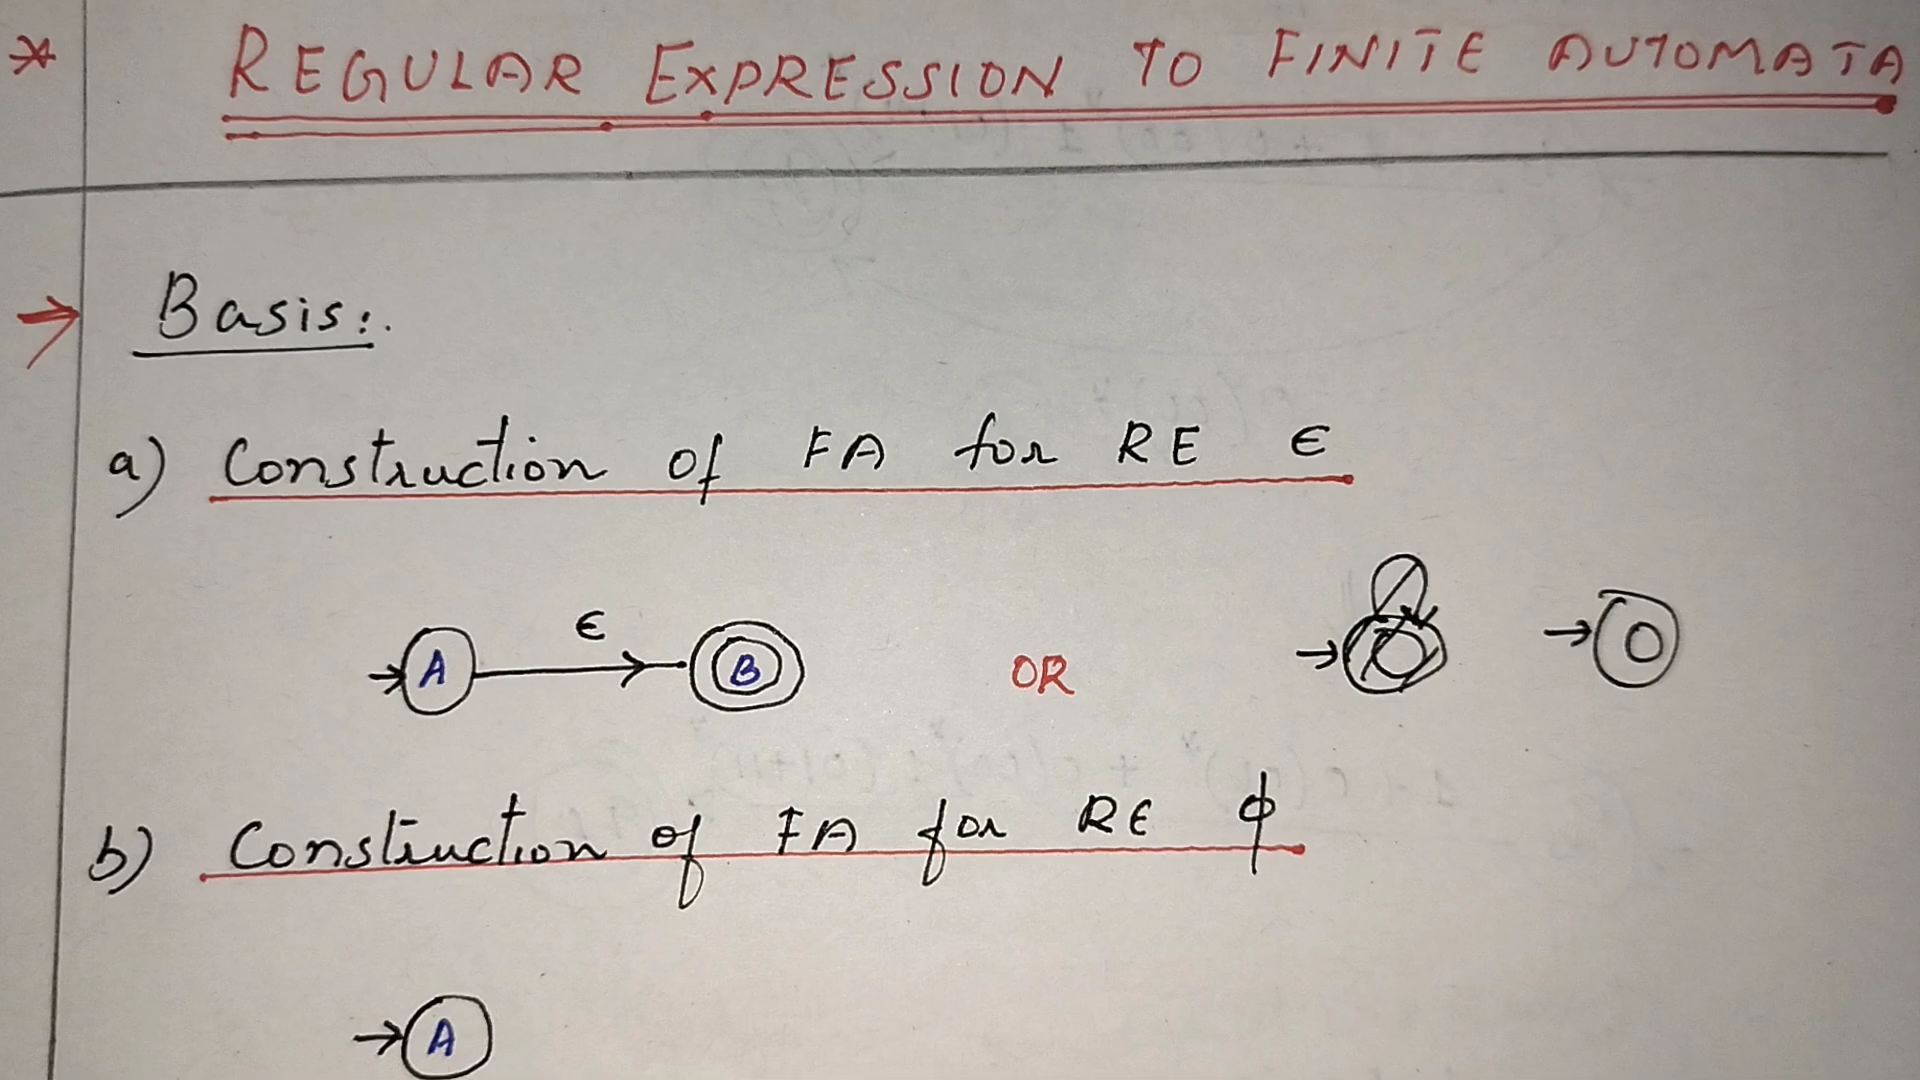 * REGULAR EXPRESSION TO FINITE AUTOMATA
→ Basis:.
a) Construction of FA for RE ϵ
ϵ
→ A B OR → →
b) Construction of FA for RE ϕ
→ A